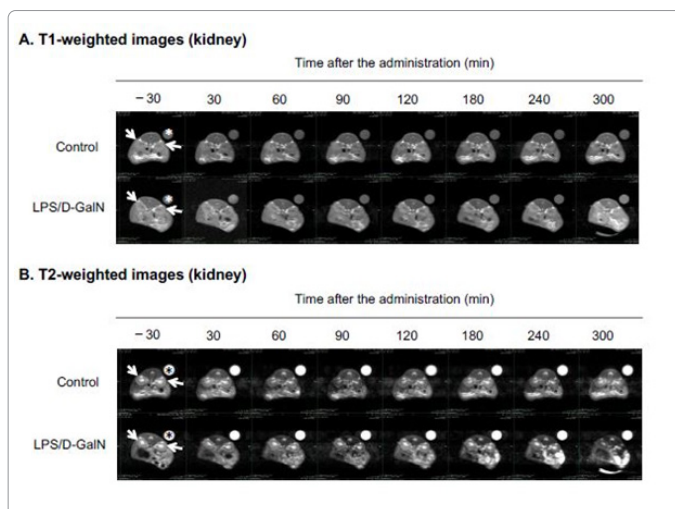 A. T1-weighted images (kidney)
Time after the administration (min)
−30 30 60 90 120 180 240 300
Control
*
LPS/D-GalN
*
B. T2-weighted images (kidney)
Time after the administration (min)
−30 30 60 90 120 180 240 300
Control
*
LPS/D-GalN
*